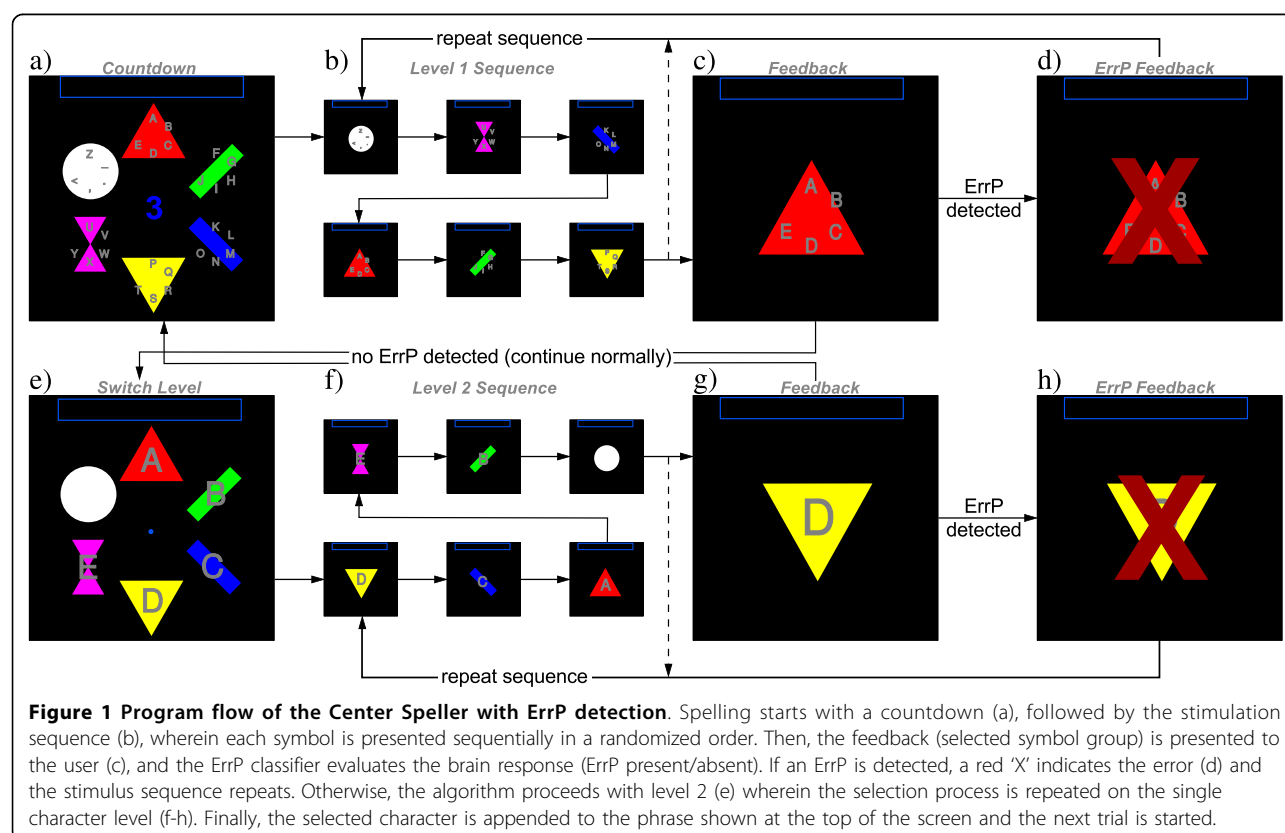 repeat sequence
a) Countdown
b) Level 1 Sequence
c) Feedback
d) ErrP Feedback
A
B
C
D
E
F
G
H
I
J
K
L
M
N
O
P
Q
R
S
T
U
V
W
X
Y
Z
_
.
,
<
3
Z
_
.
,
<
U
V
W
X
Y
K
L
M
N
O
A
B
C
D
E
F
H
I
P
Q
R
S
T
A
B
C
D
E
ErrP
detected
B
C
D
no ErrP detected (continue normally)
e) Switch Level
f) Level 2 Sequence
g) Feedback
h) ErrP Feedback
A
B
C
D
E
E
B
D
C
A
D
ErrP
detected
repeat sequence
Figure 1 Program flow of the Center Speller with ErrP detection. Spelling starts with a countdown (a), followed by the stimulation
sequence (b), wherein each symbol is presented sequentially in a randomized order. Then, the feedback (selected symbol group) is presented to
the user (c), and the ErrP classifier evaluates the brain response (ErrP present/absent). If an ErrP is detected, a red 'X' indicates the error (d) and
the stimulus sequence repeats. Otherwise, the algorithm proceeds with level 2 (e) wherein the selection process is repeated on the single
character level (f-h). Finally, the selected character is appended to the phrase shown at the top of the screen and the next trial is started.